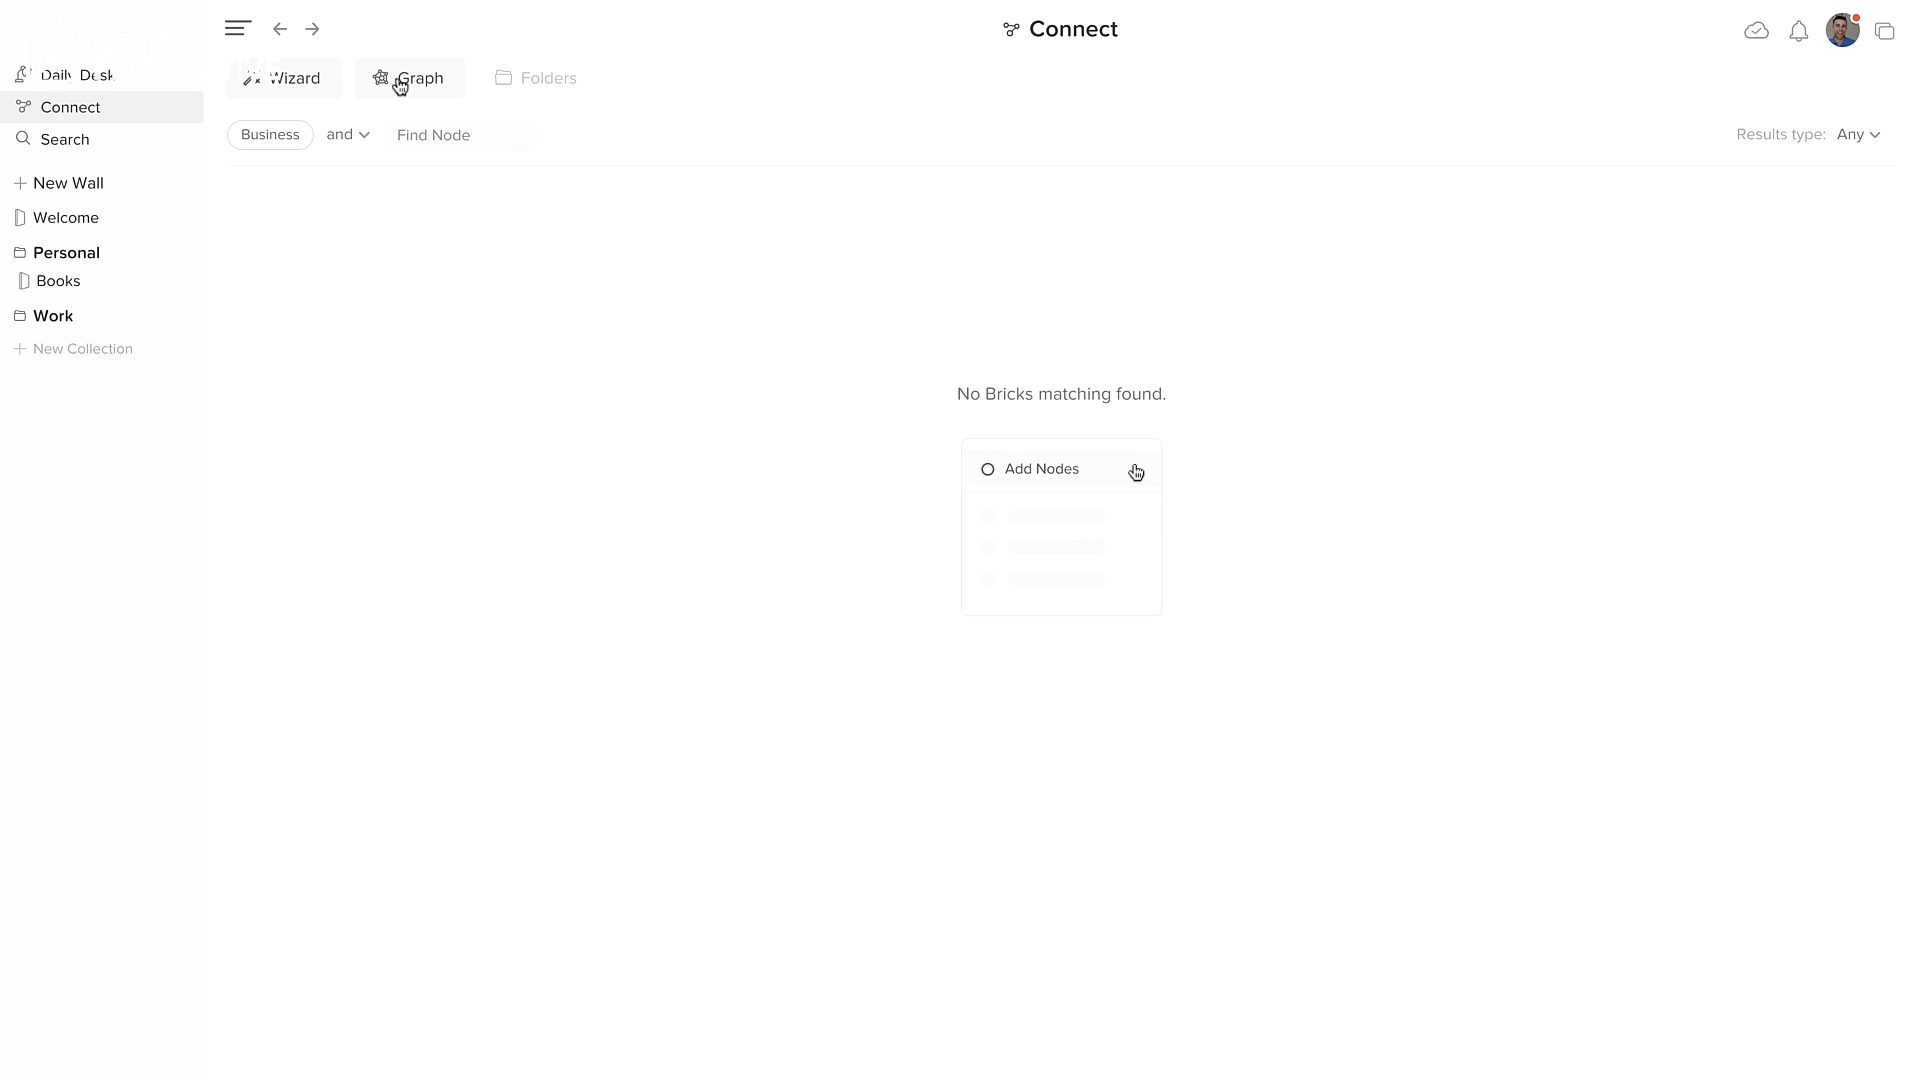 Connect
Daily Desk
Connect
Search
New Wall
Welcome
Personal
Books
Work
New Collection
Wizard
Graph
Folders
Business
and
Find Node
Results type: Any
No Bricks matching found.
Add Nodes